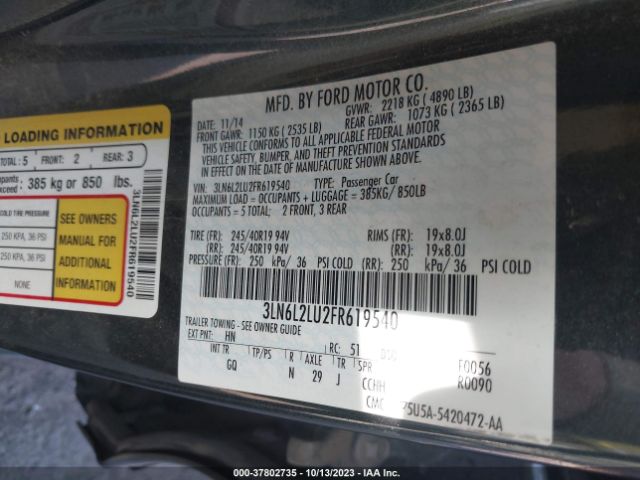 LOADING INFORMATION
TOTAL: 5 FRONT: 2 REAR: 3
385 kg or 850 lbs.
COLD TIRE PRESSURE
250 KPA, 36 PSI
250 KPA, 36 PSI
NONE
SEE OWNERS
MANUAL FOR
ADDITIONAL
INFORMATION
3LN6L2LU2FR619540
MFD. BY FORD MOTOR CO.
DATE: 11/14 GVWR: 2218 KG ( 4890 LB)
FRONT GAWR: 1150 KG ( 2535 LB) REAR GAWR: 1073 KG ( 2365 LB)
THIS VEHICLE CONFORMS TO ALL APPLICABLE FEDERAL MOTOR
VEHICLE SAFETY, BUMPER, AND THEFT PREVENTION STANDARDS IN EFFECT ON THE
DATE OF MANUFACTURE SHOWN ABOVE.
VIN: 3LN6L2LU2FR619540 TYPE: Passenger Car
MAXIMUM LOAD = OCCUPANTS + LUGGAGE = 385KG/ 850LB
OCCUPANTS = 5 TOTAL; 2 FRONT, 3 REAR
TIRE (FR): 245/40R19 94V RIMS (FR): 19x8.0J
(RR): 245/40R19 94V (RR): 19x8.0J
PRESSURE (FR): 250 kPa/ 36 PSI COLD (RR): 250 kPa/ 36 PSI COLD
3LN6L2LU2FR619540
TRAILER TOWING - SEE OWNER GUIDE
EXT PNT: HN RC: 51 F0056
INT TR TP/PS R AXLE TR SPR R0090
GQ N 29 J CCHH
CMC 75U5A-5420472-AA
000-37802735 - 10/13/2023 - IAA Inc.